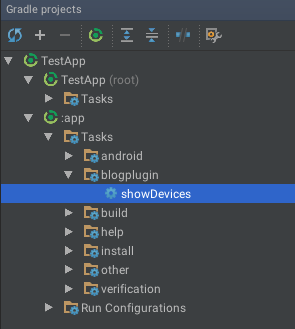 Gradle projects
TestApp
TestApp (root)
Tasks
:app
Tasks
android
blogplugin
showDevices
build
help
install
other
verification
Run Configurations